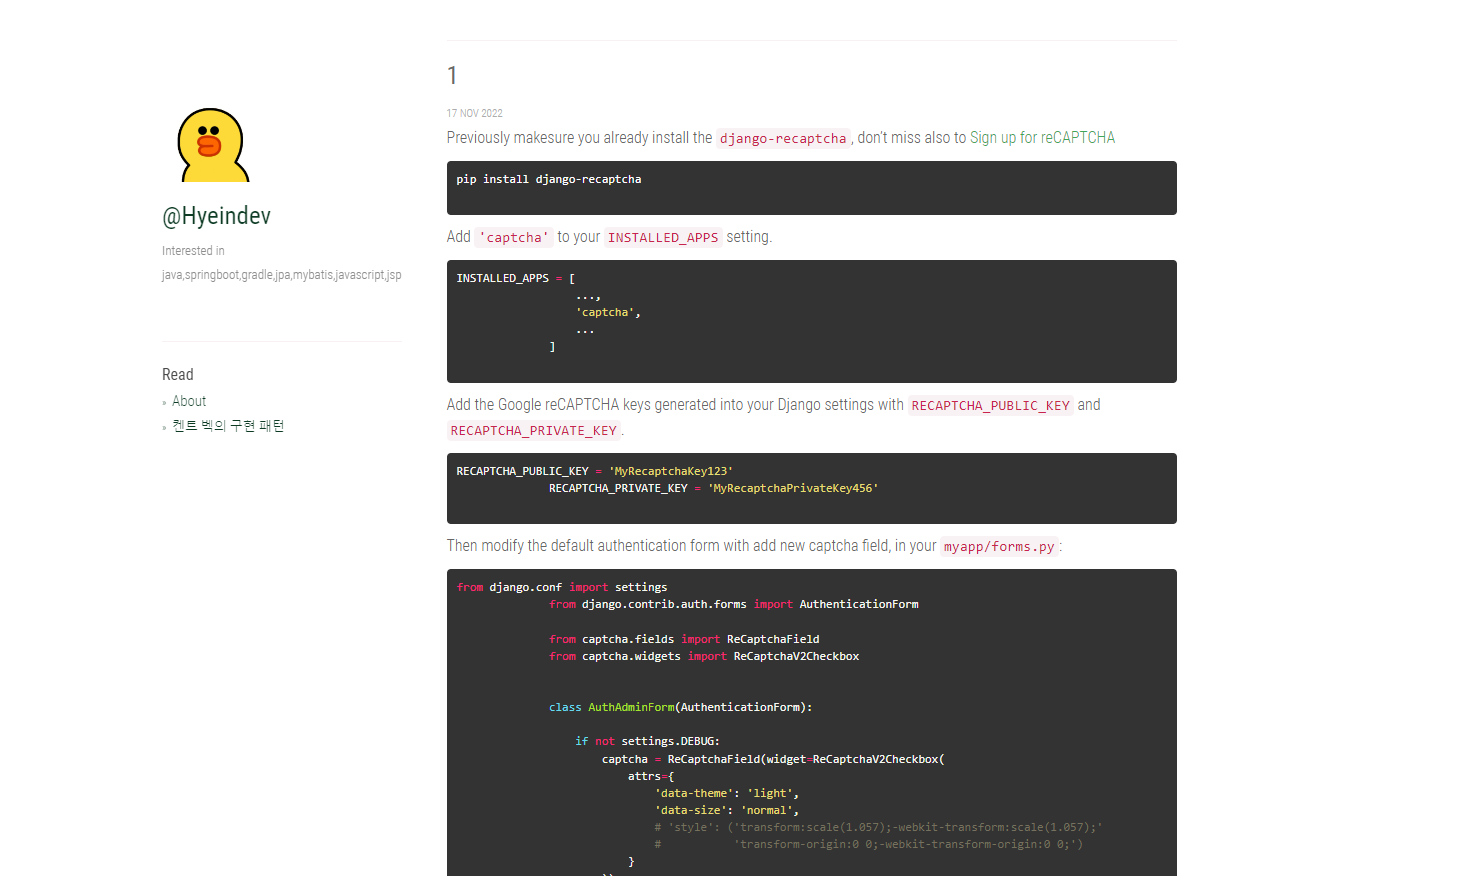 @Hyeindev
Interested in
java,springboot,gradle,jpa,mybatis,javascript,jsp
Read
» About
» 켄트 벡의 구현 패턴
1
17 NOV 2022
Previously makesure you already install the django-recaptcha, don't miss also to Sign up for reCAPTCHA
pip install django-recaptcha
Add 'captcha' to your INSTALLED_APPS setting.
INSTALLED_APPS = [
...,
'captcha',
...
]
Add the Google reCAPTCHA keys generated into your Django settings with RECAPTCHA_PUBLIC_KEY and
RECAPTCHA_PRIVATE_KEY.
RECAPTCHA_PUBLIC_KEY = 'MyRecaptchaKey123'
RECAPTCHA_PRIVATE_KEY = 'MyRecaptchaPrivateKey456'
Then modify the default authentication form with add new captcha field, in your myapp/forms.py:
from django.conf import settings
from django.contrib.auth.forms import AuthenticationForm
from captcha.fields import ReCaptchaField
from captcha.widgets import ReCaptchaV2Checkbox
class AuthAdminForm(AuthenticationForm):
if not settings.DEBUG:
captcha = ReCaptchaField(widget=ReCaptchaV2Checkbox(
attrs={
'data-theme': 'light',
'data-size': 'normal',
# 'style': ('transform:scale(1.057);-webkit-transform:scale(1.057);'
# 'transform-origin:0 0;-webkit-transform-origin:0 0;')
}